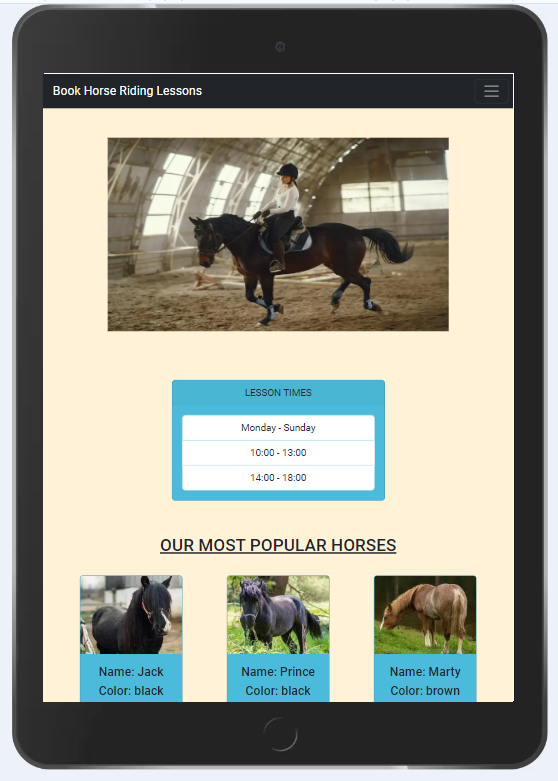 Book Horse Riding Lessons
LESSON TIMES
Monday - Sunday
10:00 - 13:00
14:00 - 18:00
OUR MOST POPULAR HORSES
Name: Jack
Color: black
Name: Prince
Color: black
Name: Marty
Color: brown